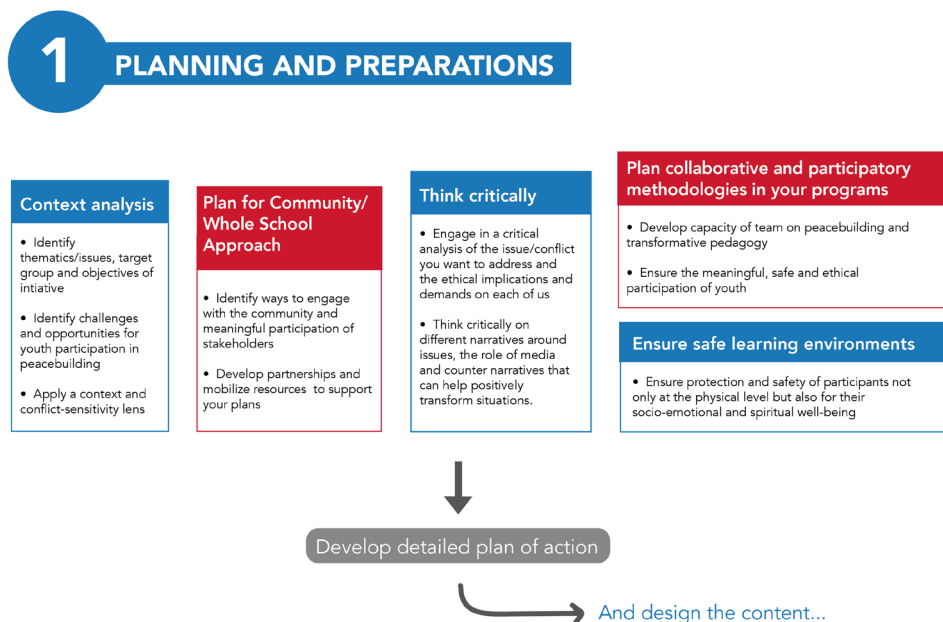 1
PLANNING AND PREPARATIONS
Context analysis
• Identify
thematics/issues, target
group and objectives of
intiative
• Identify challenges
and opportunities for
youth participation in
peacebuilding
• Apply a context and
conflict-sensitivity lens
Plan for Community/
Whole School
Approach
• Identify ways to engage
with the community and
meaningful participation of
stakeholders
• Develop partnerships and
mobilize resources to support
your plans
Think critically
• Engage in a critical
analysis of the issue/conflict
you want to address and
the ethical implications and
demands on each of us
• Think critically on
different narratives around
issues, the role of media
and counter narratives that
can help positively
transform situations.
Plan collaborative and participatory
methodologies in your programs
• Develop capacity of team on peacebuilding and
transformative pedagogy
• Ensure the meaningful, safe and ethical
participation of youth
Ensure safe learning environments
• Ensure protection and safety of participants not
only at the physical level but also for their
socio-emotional and spiritual well-being
Develop detailed plan of action
And design the content...